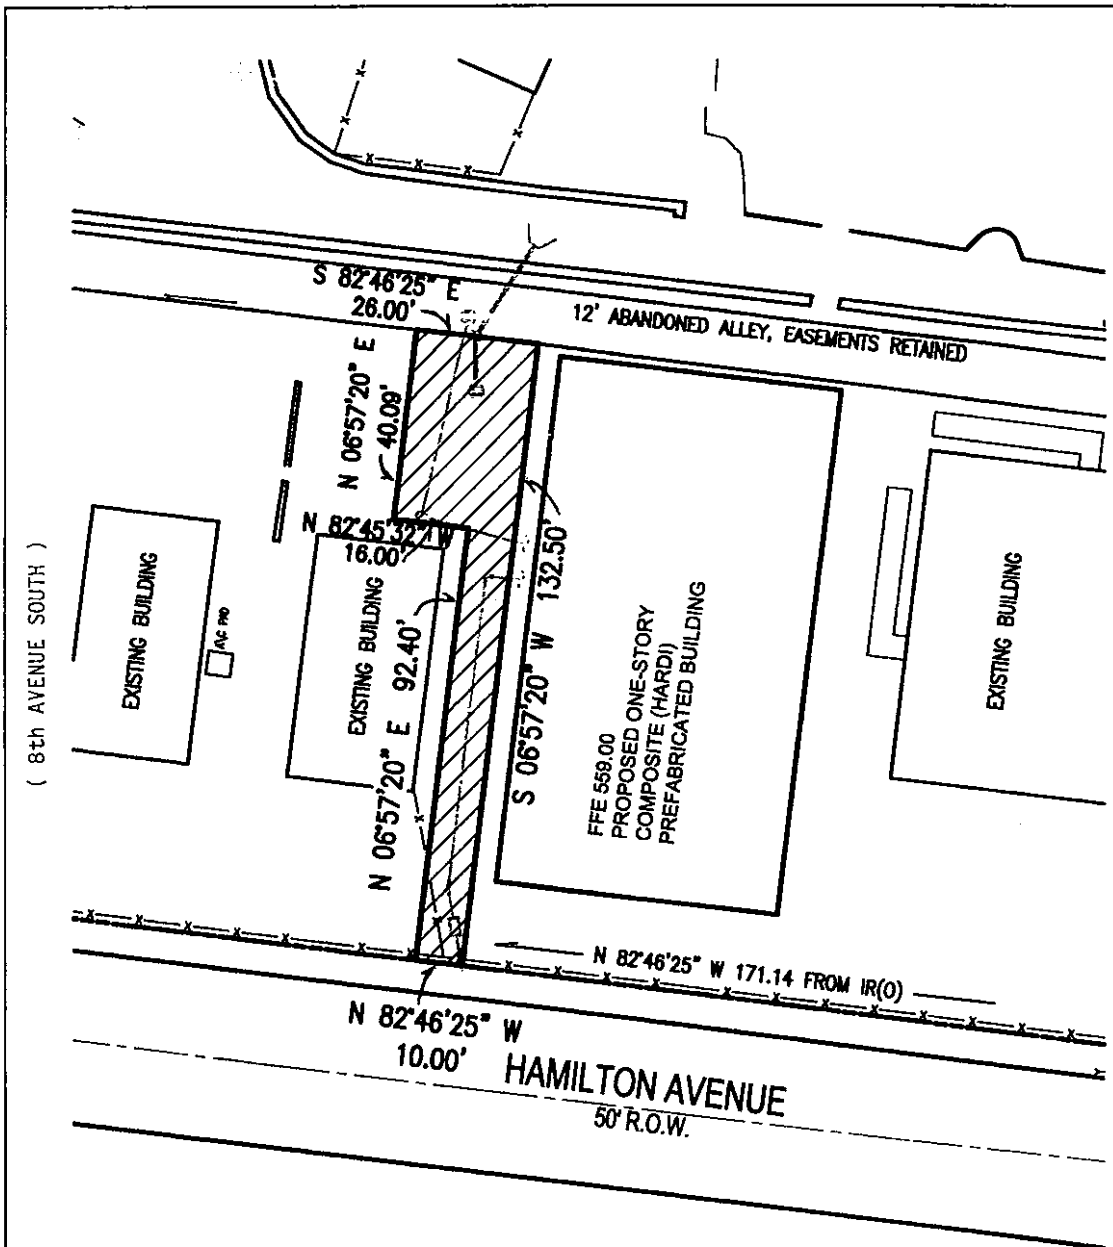 S 82°46'25" E
26.00'
12' ABANDONED ALLEY, EASEMENTS RETAINED
N 06°57'20" E
40.09'
N 82°45'32" W
16.00'
( 8th AVENUE SOUTH )
EXISTING BUILDING
A/C PAD
EXISTING BUILDING
N 06°57'20" E 92.40'
S 06°57'20" W 132.50'
FFE 559.00
PROPOSED ONE-STORY
COMPOSITE (HARDI)
PREFABRICATED BUILDING
EXISTING BUILDING
N 82°46'25" W 171.14 FROM IR(O)
N 82°46'25" W
10.00'
HAMILTON AVENUE
50' R.O.W.